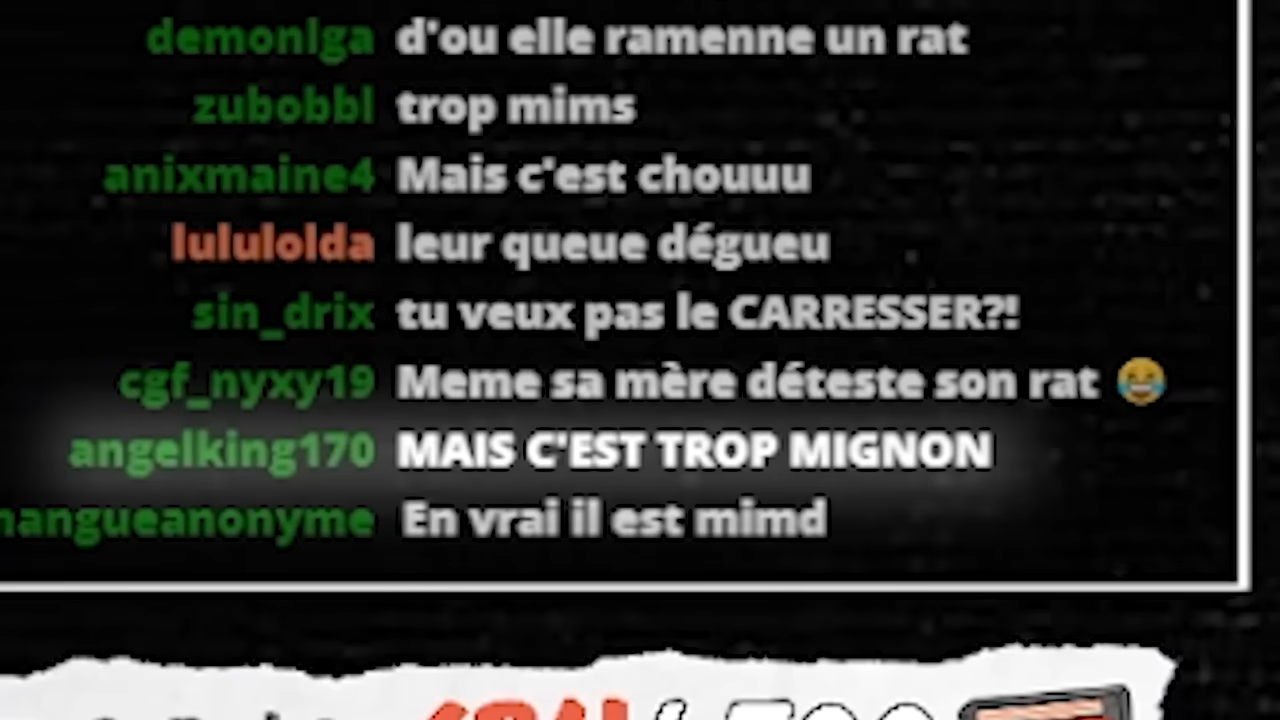 demonlga d'ou elle ramenne un rat
zubobbl trop mims
anixmaine4 Mais c'est chouuu
lululolda leur queue dégueu
sin_drix tu veux pas le CARRESSER?!
cgf_nyxy19 Meme sa mère déteste son rat 😂
angelking170 MAIS C'EST TROP MIGNON
mangueanonyme En vrai il est mimd